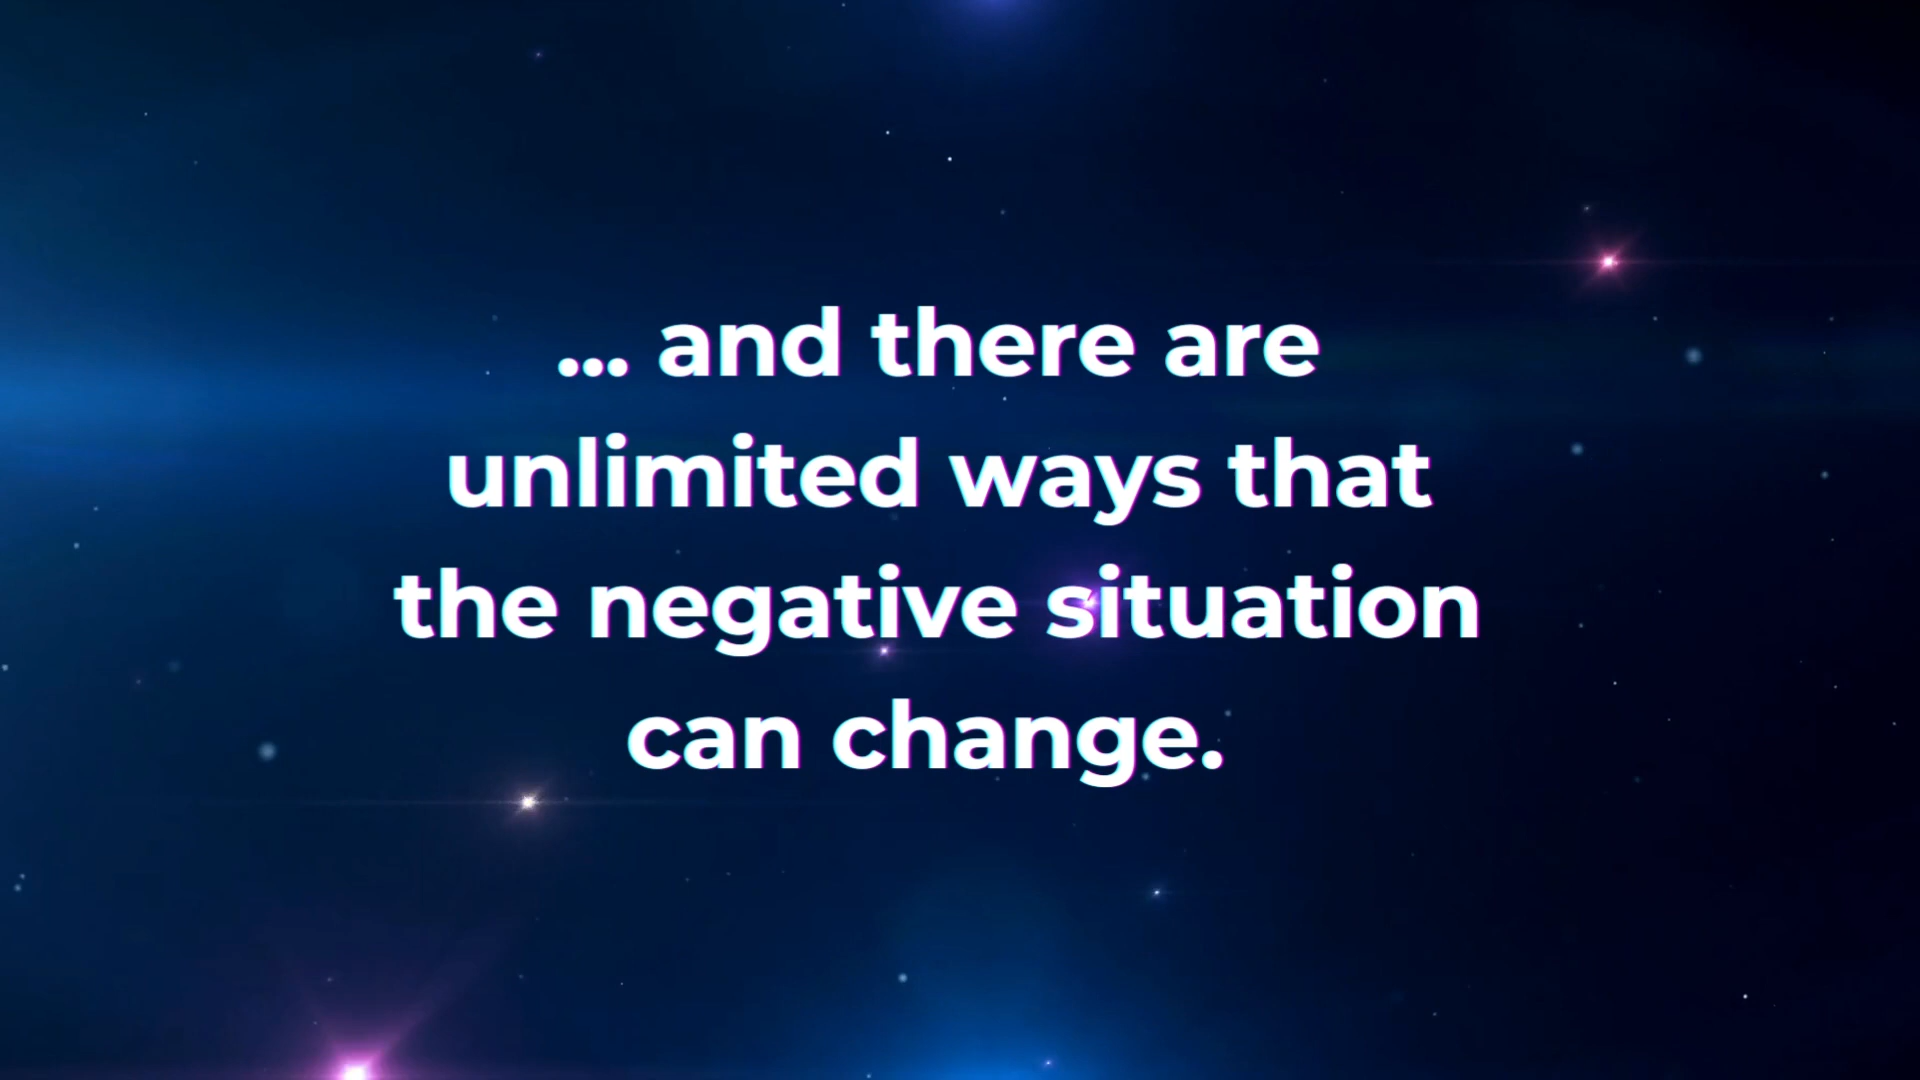 ... and there are
unlimited ways that
the negative situation
can change.